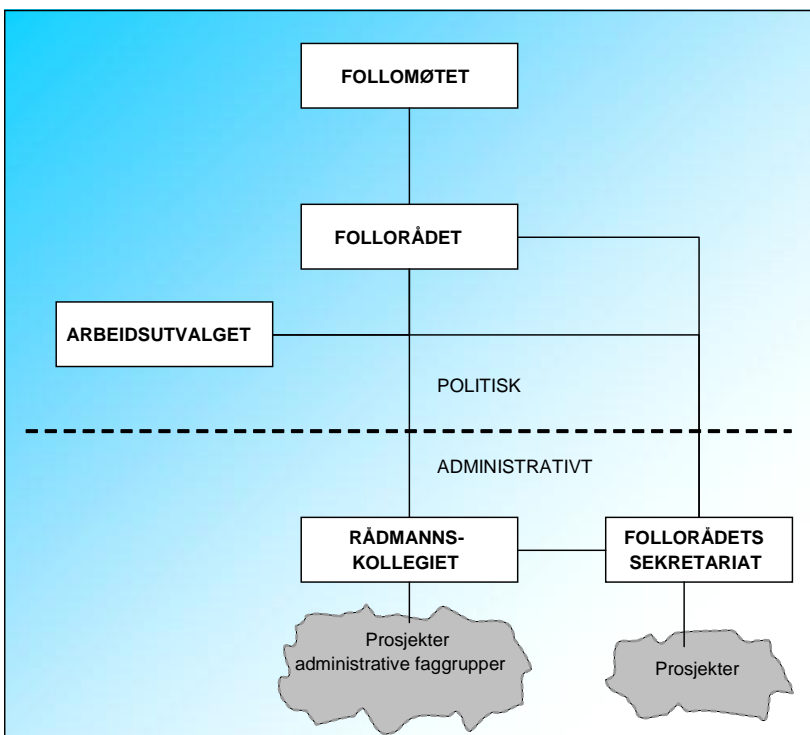 FOLLOMØTET
FOLLORÅDET
ARBEIDSUTVALGET
POLITISK
ADMINISTRATIVT
RÅDMANNS-
KOLLEGIET
FOLLORÅDETS
SEKRETARIAT
Prosjekter
administrative faggrupper
Prosjekter